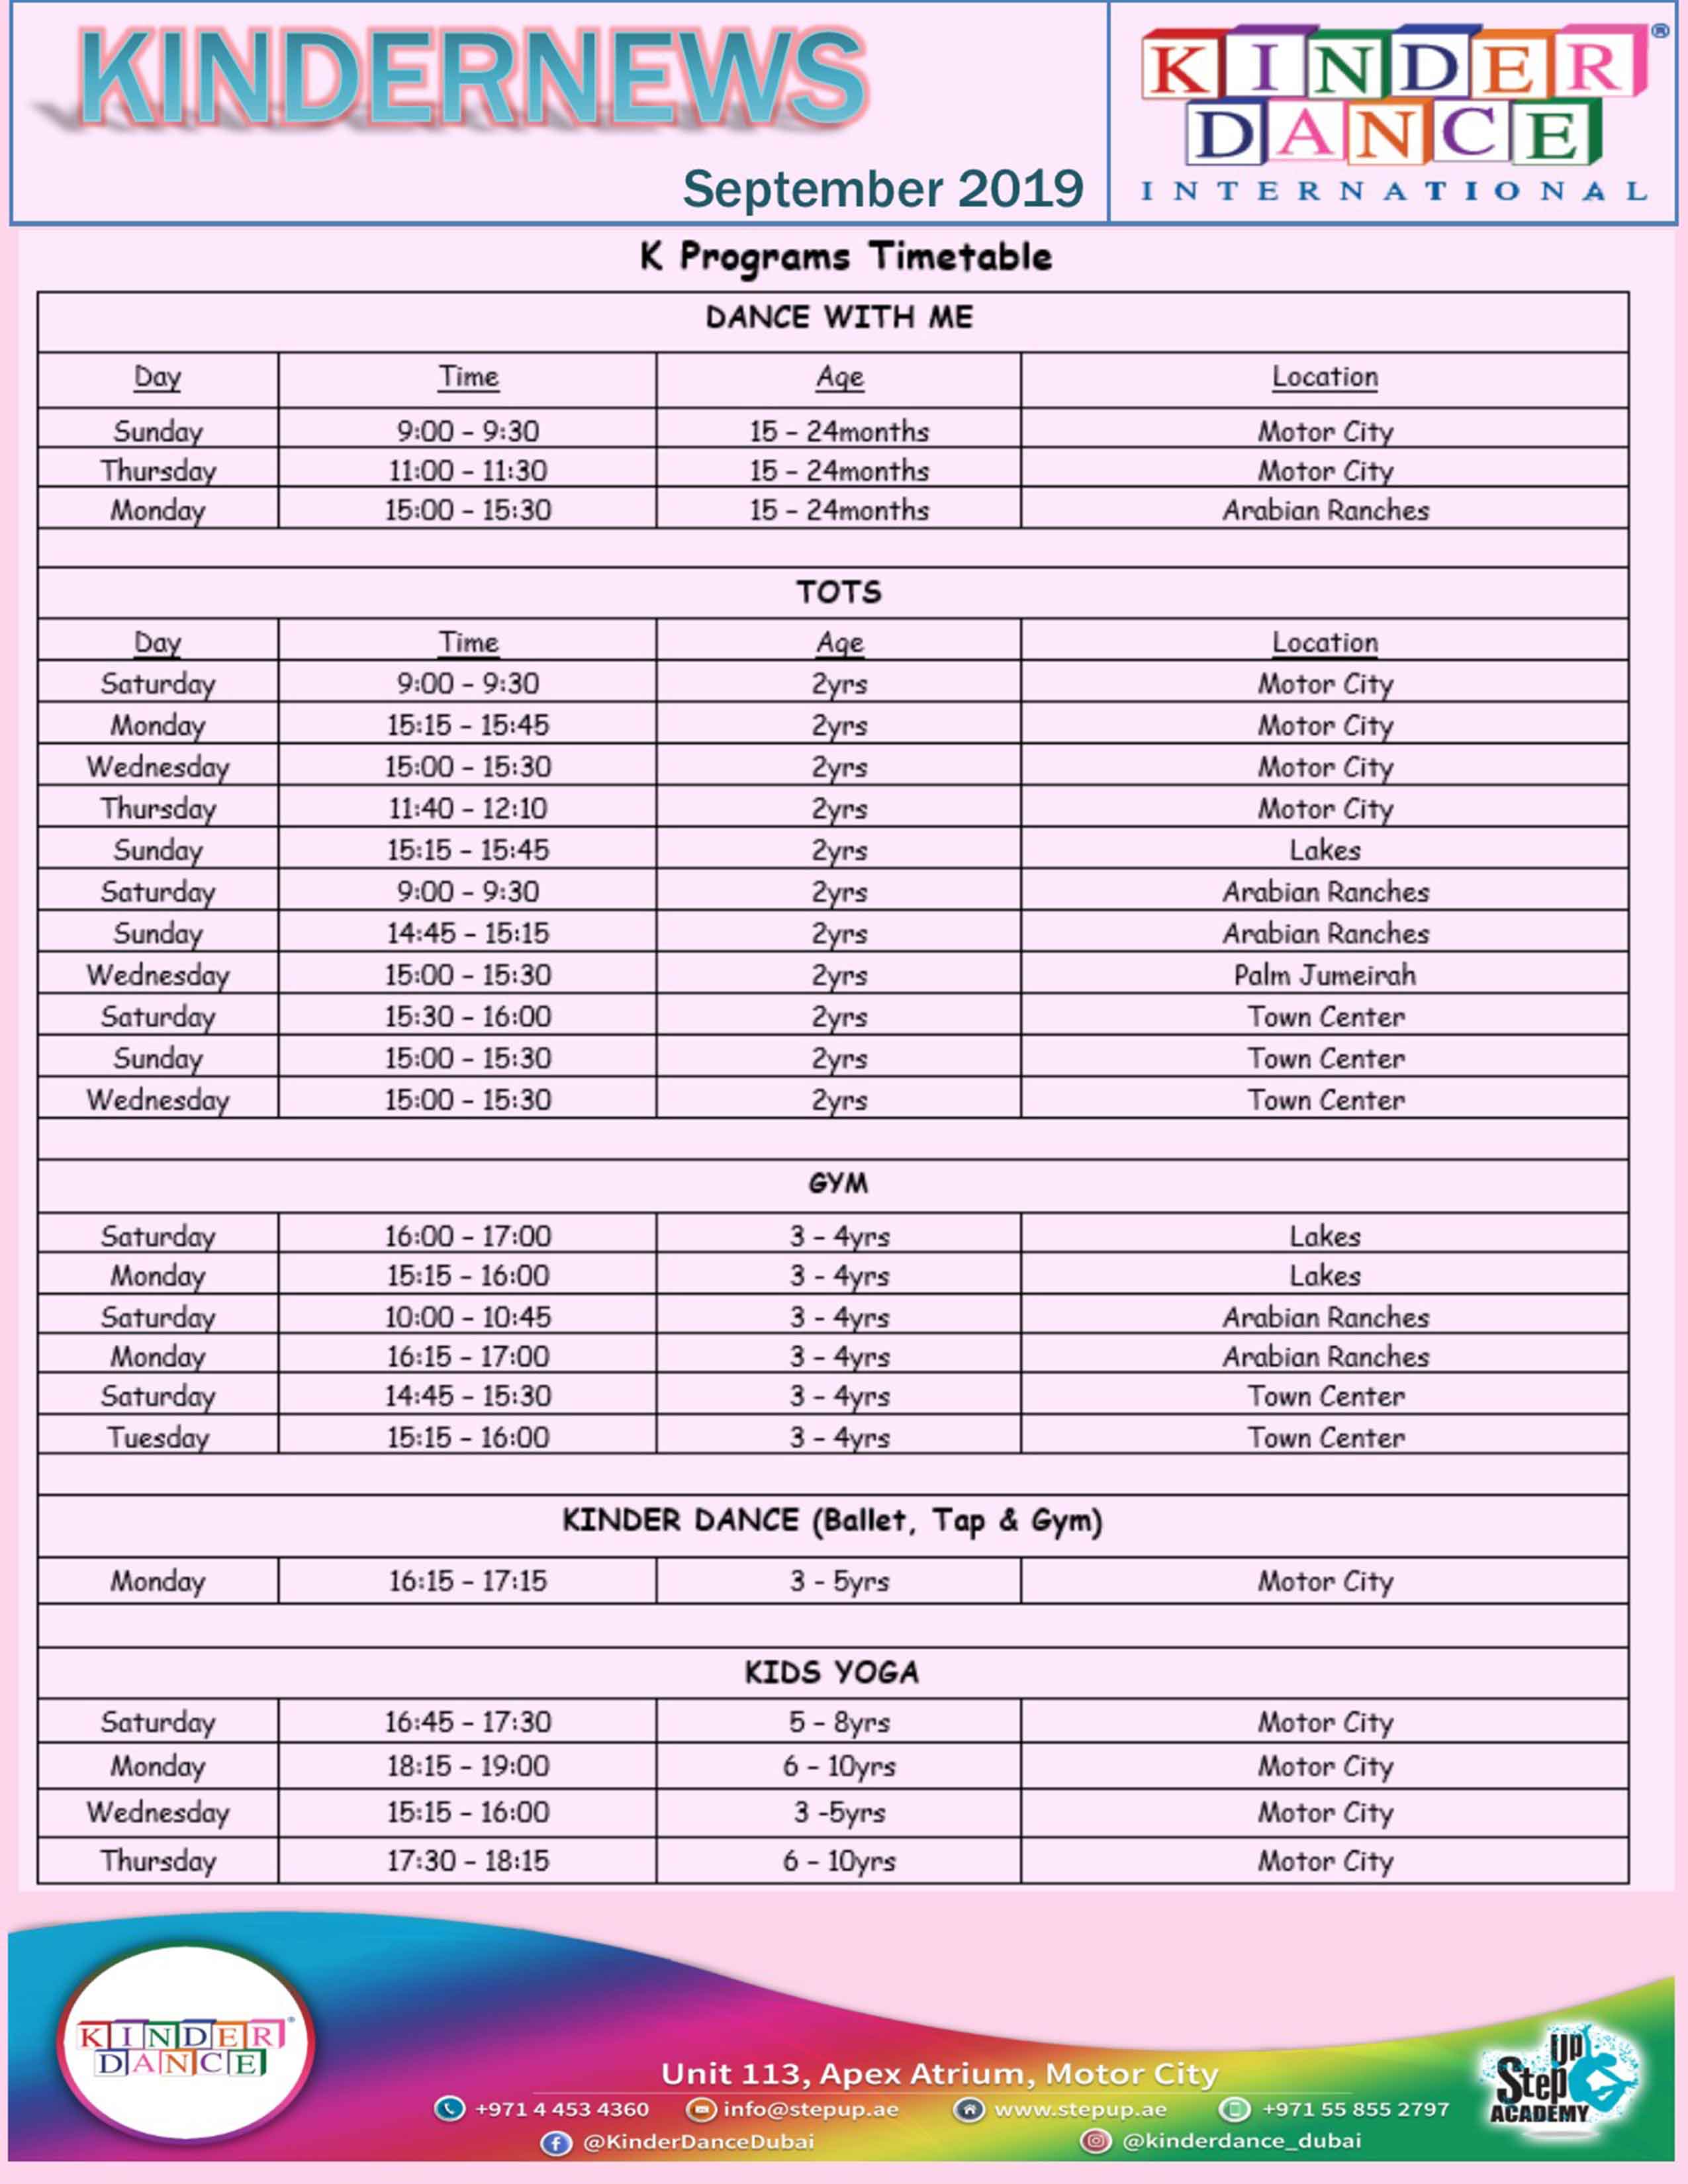 KINDERNEWS
September 2019
KINDER ®
DANCE
INTERNATIONAL
K Programs Timetable
DANCE WITH ME
Day Time Age Location
Sunday 9:00 - 9:30 15 - 24months Motor City
Thursday 11:00 - 11:30 15 - 24months Motor City
Monday 15:00 - 15:30 15 - 24months Arabian Ranches
TOTS
Day Time Age Location
Saturday 9:00 - 9:30 2yrs Motor City
Monday 15:15 - 15:45 2yrs Motor City
Wednesday 15:00 - 15:30 2yrs Motor City
Thursday 11:40 - 12:10 2yrs Motor City
Sunday 15:15 - 15:45 2yrs Lakes
Saturday 9:00 - 9:30 2yrs Arabian Ranches
Sunday 14:45 - 15:15 2yrs Arabian Ranches
Wednesday 15:00 - 15:30 2yrs Palm Jumeirah
Saturday 15:30 - 16:00 2yrs Town Center
Sunday 15:00 - 15:30 2yrs Town Center
Wednesday 15:00 - 15:30 2yrs Town Center
GYM
Saturday 16:00 - 17:00 3 - 4yrs Lakes
Monday 15:15 - 16:00 3 - 4yrs Lakes
Saturday 10:00 - 10:45 3 - 4yrs Arabian Ranches
Monday 16:15 - 17:00 3 - 4yrs Arabian Ranches
Saturday 14:45 - 15:30 3 - 4yrs Town Center
Tuesday 15:15 - 16:00 3 - 4yrs Town Center
KINDER DANCE (Ballet, Tap & Gym)
Monday 16:15 - 17:15 3 - 5yrs Motor City
KIDS YOGA
Saturday 16:45 - 17:30 5 - 8yrs Motor City
Monday 18:15 - 19:00 6 - 10yrs Motor City
Wednesday 15:15 - 16:00 3 -5yrs Motor City
Thursday 17:30 - 18:15 6 - 10yrs Motor City
KINDER ®
DANCE
Unit 113, Apex Atrium, Motor City
+971 4 453 4360 info@stepup.ae www.stepup.ae +971 55 855 2797
@KinderDanceDubai @kinderdance_dubai
Step Up
ACADEMY